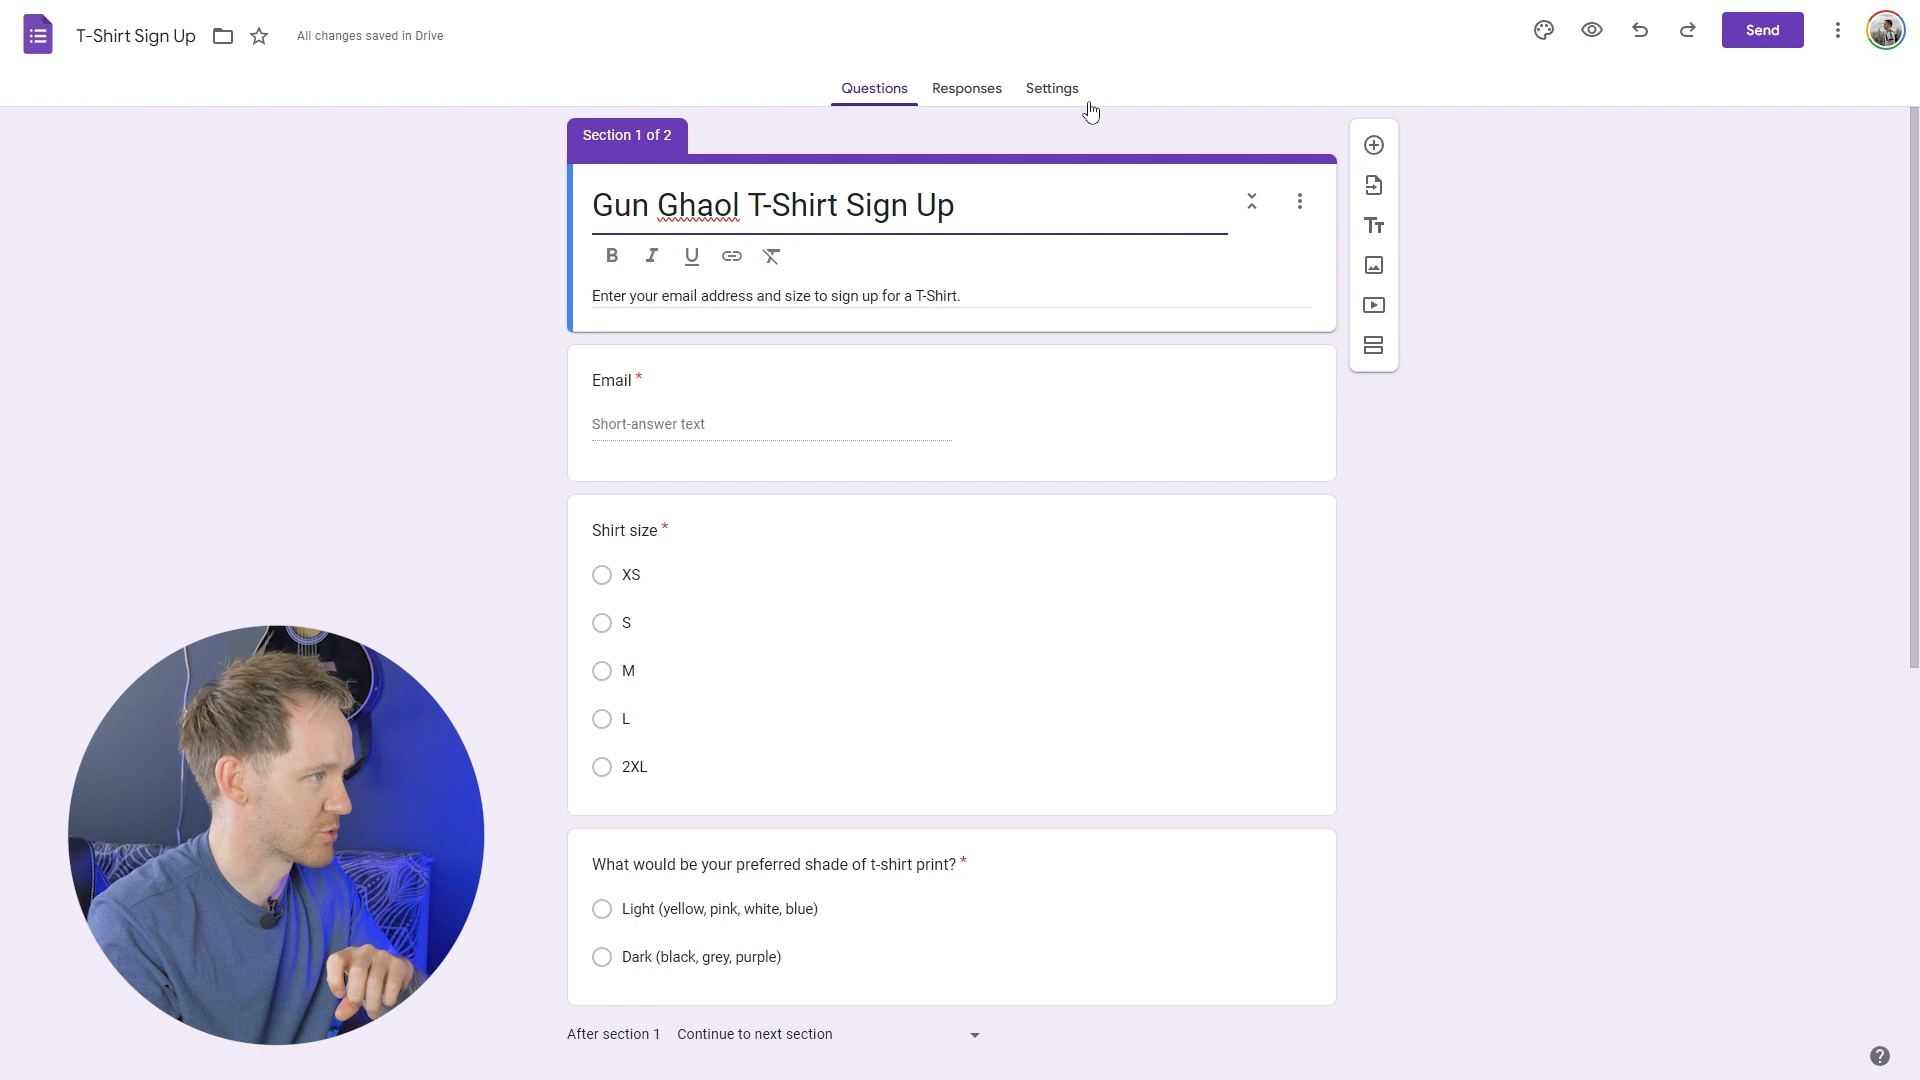 T-Shirt Sign Up
All changes saved in Drive
Send
Questions
Responses
Settings
Section 1 of 2
Gun Ghaol T-Shirt Sign Up
B I U
Enter your email address and size to sign up for a T-Shirt.
Tт
Email *
Short-answer text
Shirt size *
XS
S
M
L
2XL
What would be your preferred shade of t-shirt print? *
Light (yellow, pink, white, blue)
Dark (black, grey, purple)
After section 1 Continue to next section